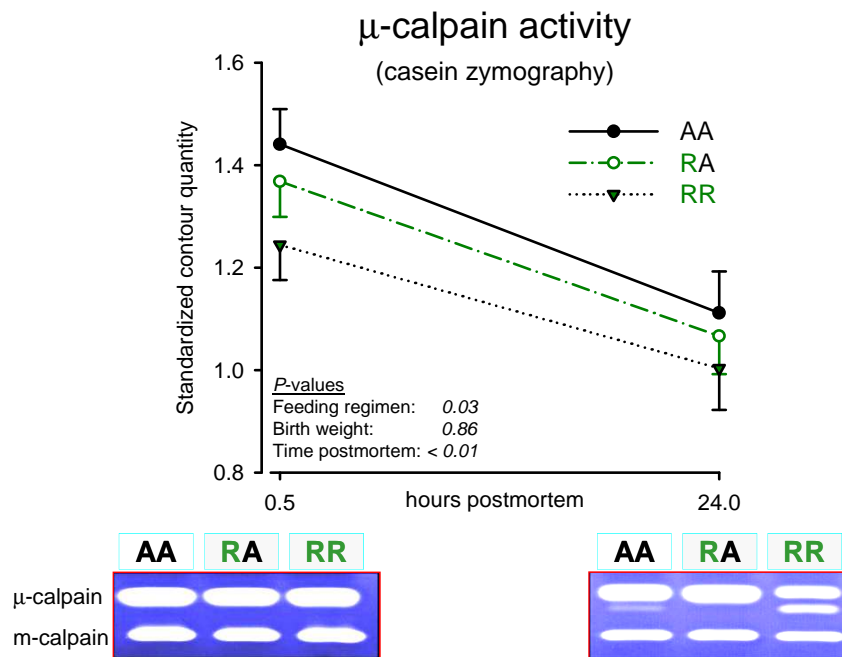 μ-calpain activity
(casein zymography)
Standardized contour quantity
1.6
1.4
1.2
1.0
0.8
AA
RA
RR
P-values
Feeding regimen: 0.03
Birth weight: 0.86
Time postmortem: < 0.01
0.5 hours postmortem 24.0
AA RA RR AA RA RR
μ-calpain
m-calpain